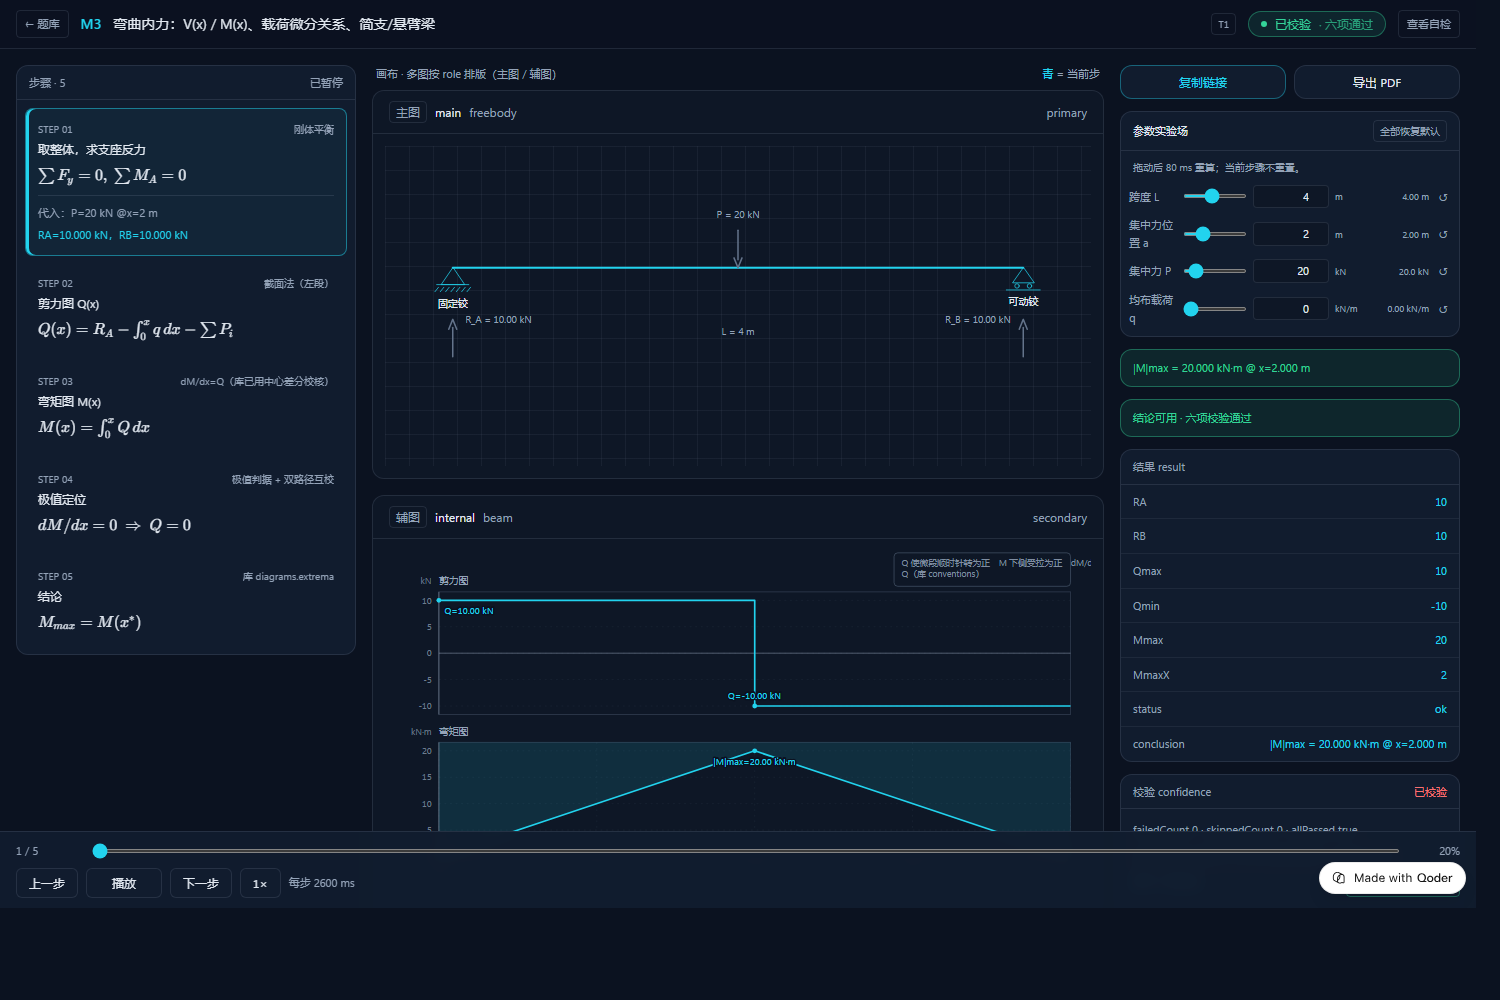 ← 题库
M3 弯曲内力：V(x) / M(x)、载荷微分关系、简支/悬臂梁
T1
已校验 · 六项通过
查看自检
步骤 · 5
已暂停
STEP 01
刚体平衡
取整体，求支座反力
∑ F_y = 0, ∑ M_A = 0
代入：P=20 kN @x=2 m
RA=10.000 kN，RB=10.000 kN
STEP 02
截面法（左段）
剪力图 Q(x)
Q(x) = R_A − ∫_0^x q dx − ∑ P_i
STEP 03
dM/dx=Q（库已用中心差分校核）
弯矩图 M(x)
M(x) = ∫_0^x Q dx
STEP 04
极值判据 + 双路径互校
极值定位
dM/dx = 0 ⇒ Q = 0
STEP 05
库 diagrams.extrema
结论
M_max = M(x*)
画布 · 多图按 role 排版（主图 / 辅图）
青 = 当前步
主图 main freebody
primary
P = 20 kN
固定铰
可动铰
R_A = 10.00 kN
L = 4 m
R_B = 10.00 kN
辅图 internal beam
secondary
Q 使微段顺时针转为正 M 下侧受拉为正 dM/d
Q（库 conventions）
kN 剪力图
10
5
0
-5
-10
Q=10.00 kN
Q=-10.00 kN
kN·m 弯矩图
20
15
10
5
|M|max=20.00 kN·m
复制链接
导出 PDF
参数实验场
全部恢复默认
拖动后 80 ms 重算；当前步骤不重置。
跨度 L 4 m 4.00 m ↺
集中力位置 a 2 m 2.00 m ↺
集中力 P 20 kN 20.0 kN ↺
均布载荷 q 0 kN/m 0.00 kN/m ↺
|M|max = 20.000 kN·m @ x=2.000 m
结论可用 · 六项校验通过
结果 result
RA 10
RB 10
Qmax 10
Qmin -10
Mmax 20
MmaxX 2
status ok
conclusion |M|max = 20.000 kN·m @ x=2.000 m
校验 confidence 已校验
failedCount 0 · skippedCount 0 · allPassed true
1 / 5
20%
上一步
播放
下一步
1×
每步 2600 ms
Made with Qoder